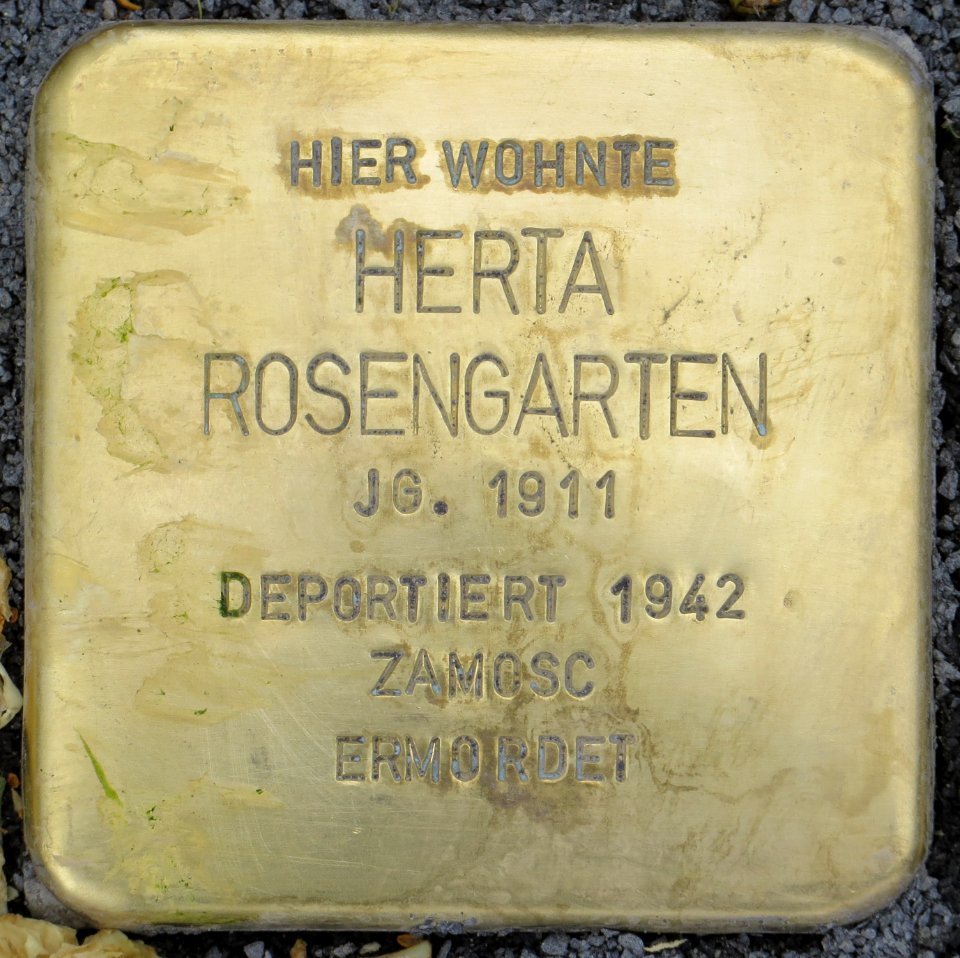 HIER WOHNTE
HERTA
ROSENGARTEN
JG. 1911
DEPORTIERT 1942
ZAMOSC
ERMORDET